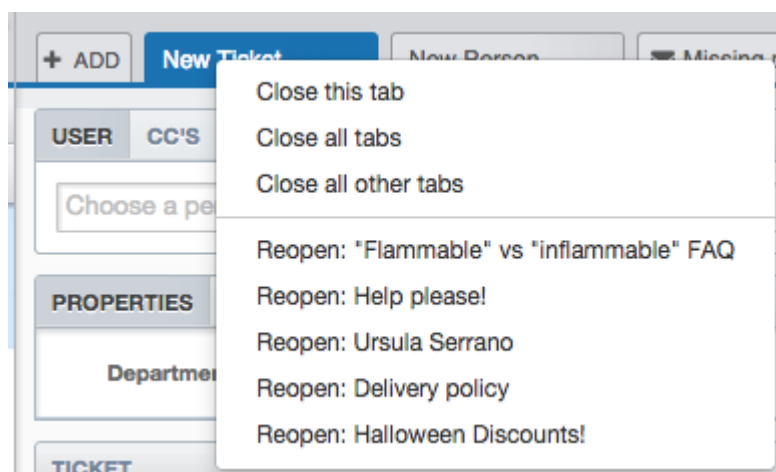 + ADD New Ticket New Person Missing
Close this tab
USER CC'S
Close all tabs
Close all other tabs
Choose a pe
Reopen: "Flammable" vs "inflammable" FAQ
PROPERTIES
Reopen: Help please!
Reopen: Ursula Serrano
Departmen
Reopen: Delivery policy
Reopen: Halloween Discounts!
TICKET